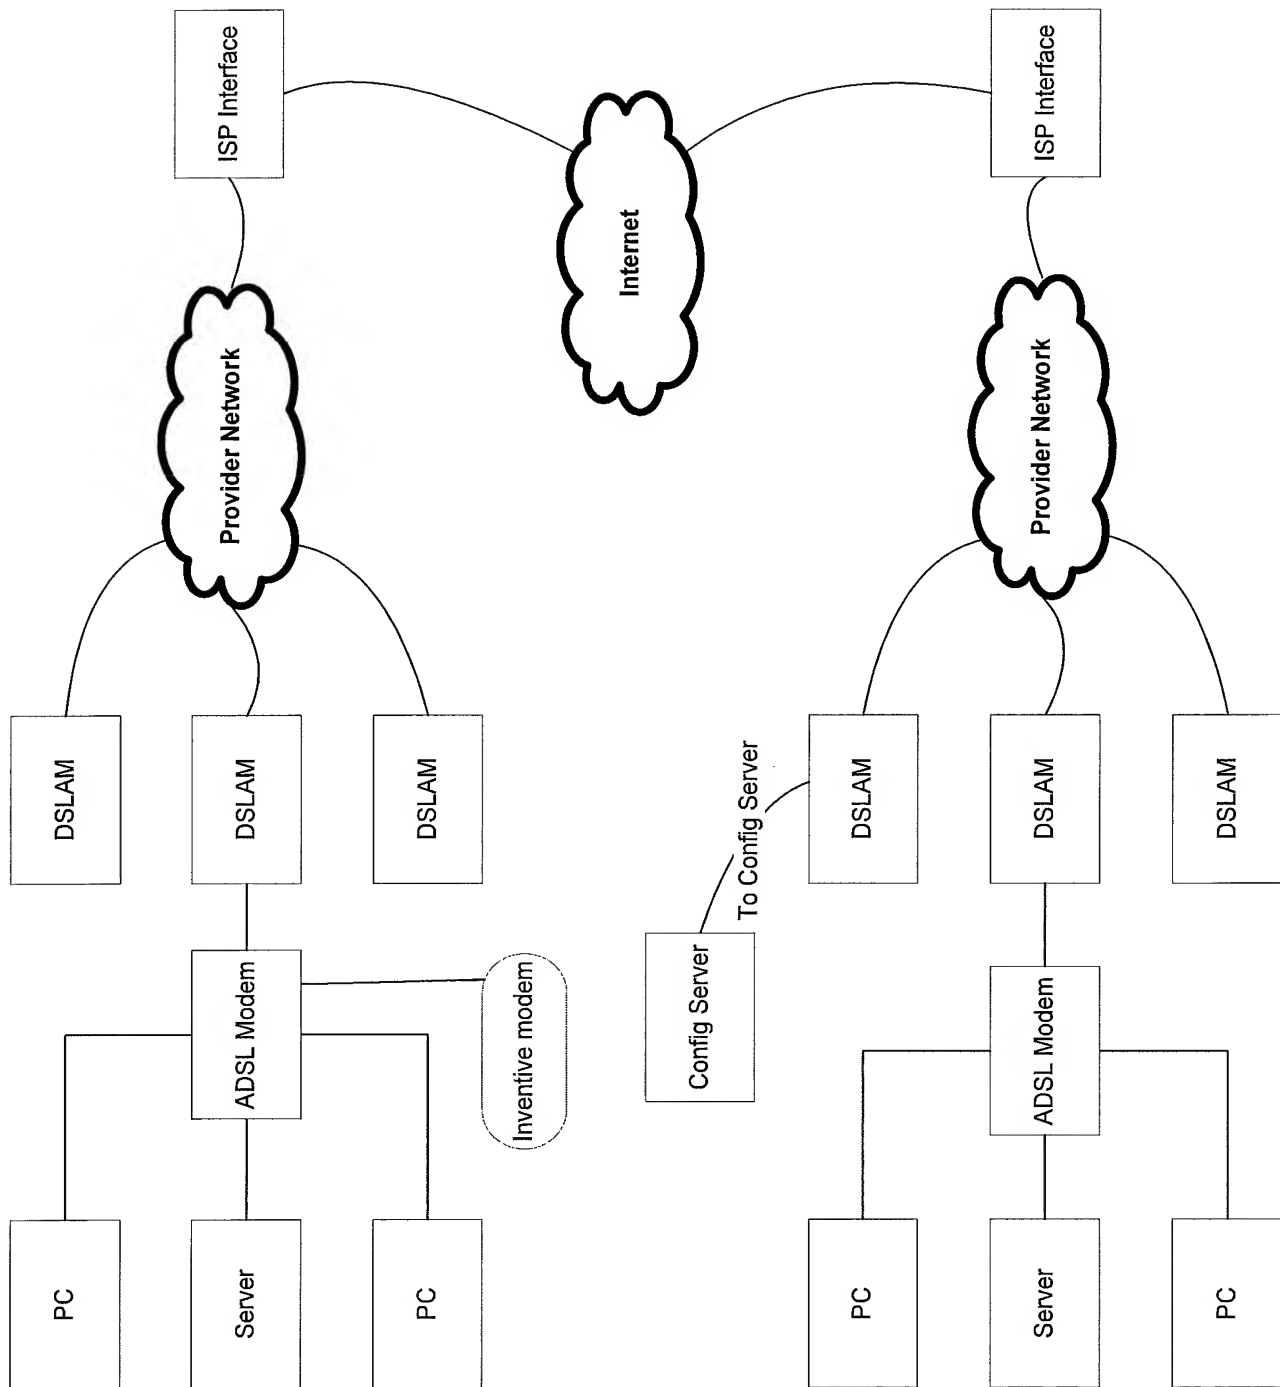 PC
Server
PC
ADSL Modem
Inventive modem
DSLAM
DSLAM
DSLAM
Provider Network
ISP Interface
Internet
Config Server
To Config Server
PC
Server
PC
ADSL Modem
DSLAM
DSLAM
DSLAM
Provider Network
ISP Interface